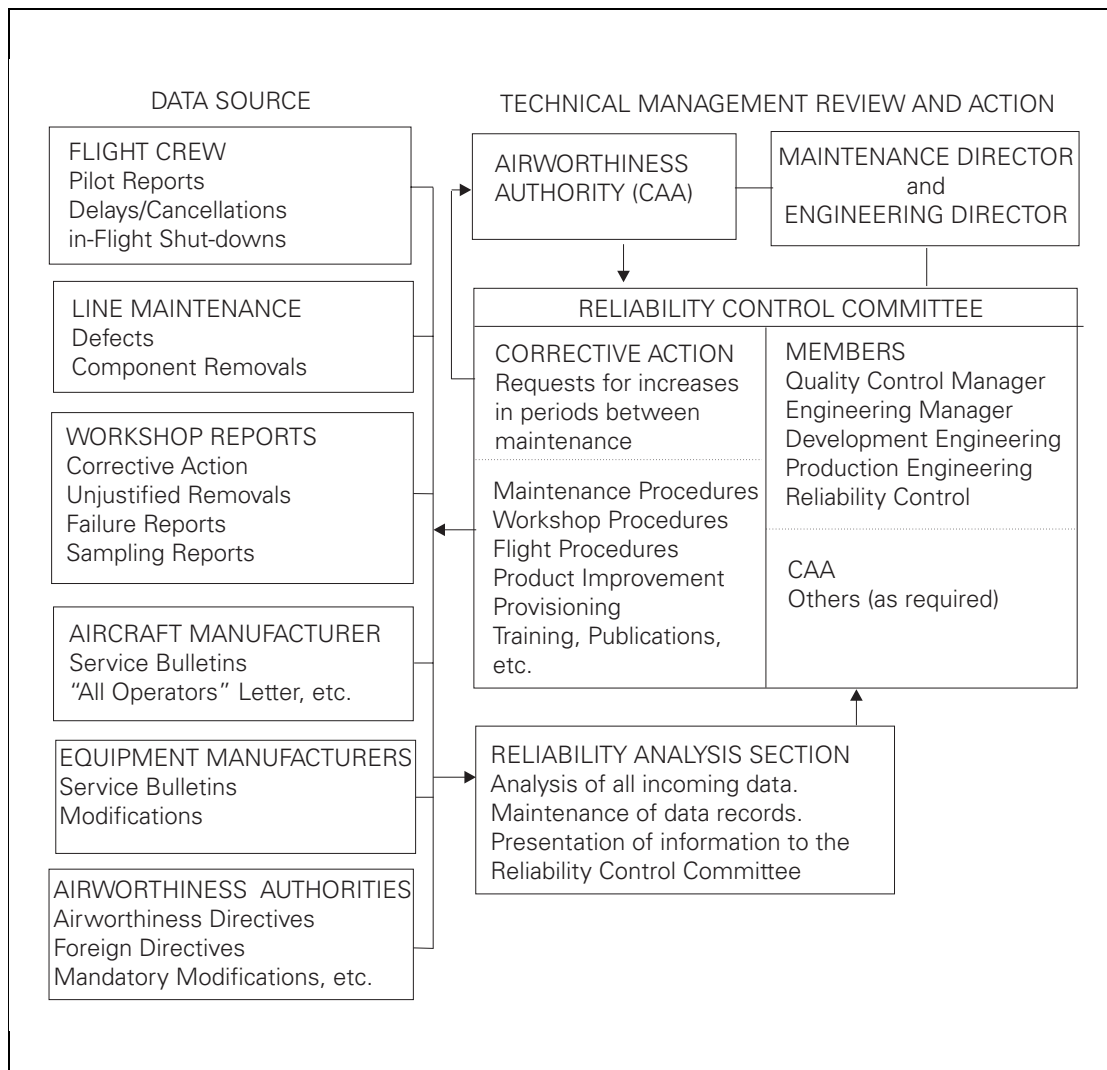 DATA SOURCE
FLIGHT CREW
Pilot Reports
Delays/Cancellations
in-Flight Shut-downs
LINE MAINTENANCE
Defects
Component Removals
WORKSHOP REPORTS
Corrective Action
Unjustified Removals
Failure Reports
Sampling Reports
AIRCRAFT MANUFACTURER
Service Bulletins
“All Operators” Letter, etc.
EQUIPMENT MANUFACTURERS
Service Bulletins
Modifications
AIRWORTHINESS AUTHORITIES
Airworthiness Directives
Foreign Directives
Mandatory Modifications, etc.
TECHNICAL MANAGEMENT REVIEW AND ACTION
AIRWORTHINESS
AUTHORITY (CAA)
MAINTENANCE DIRECTOR
and
ENGINEERING DIRECTOR
RELIABILITY CONTROL COMMITTEE
CORRECTIVE ACTION
Requests for increases
in periods between
maintenance
Maintenance Procedures
Workshop Procedures
Flight Procedures
Product Improvement
Provisioning
Training, Publications,
etc.
MEMBERS
Quality Control Manager
Engineering Manager
Development Engineering
Production Engineering
Reliability Control
CAA
Others (as required)
RELIABILITY ANALYSIS SECTION
Analysis of all incoming data.
Maintenance of data records.
Presentation of information to the
Reliability Control Committee